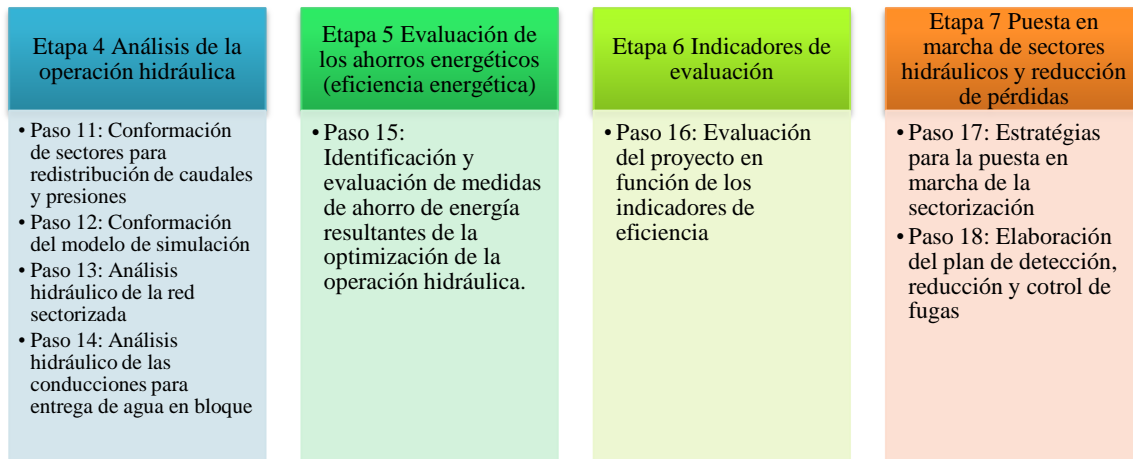 Etapa 4 Análisis de la
operación hidráulica
• Paso 11: Conformación
de sectores para
redistribución de caudales
y presiones
• Paso 12: Conformación
del modelo de simulación
• Paso 13: Análisis
hidráulico de la red
sectorizada
• Paso 14: Análisis
hidráulico de las
conducciones para
entrega de agua en bloque
Etapa 5 Evaluación de
los ahorros energéticos
(eficiencia energética)
• Paso 15:
Identificación y
evaluación de medidas
de ahorro de energía
resultantes de la
optimización de la
operación hidráulica.
Etapa 6 Indicadores de
evaluación
• Paso 16: Evaluación
del proyecto en
función de los
indicadores de
eficiencia
Etapa 7 Puesta en
marcha de sectores
hidráulicos y reducción
de pérdidas
• Paso 17: Estratégias
para la puesta en
marcha de la
sectorización
• Paso 18: Elaboración
del plan de detección,
reducción y cotrol de
fugas